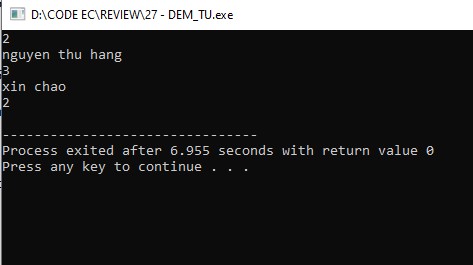 D:\CODE EC\REVIEW\27 - DEM_TU.exe
2
nguyen thu hang
3
xin chao
2
--------------------------------
Process exited after 6.955 seconds with return value 0
Press any key to continue . . .